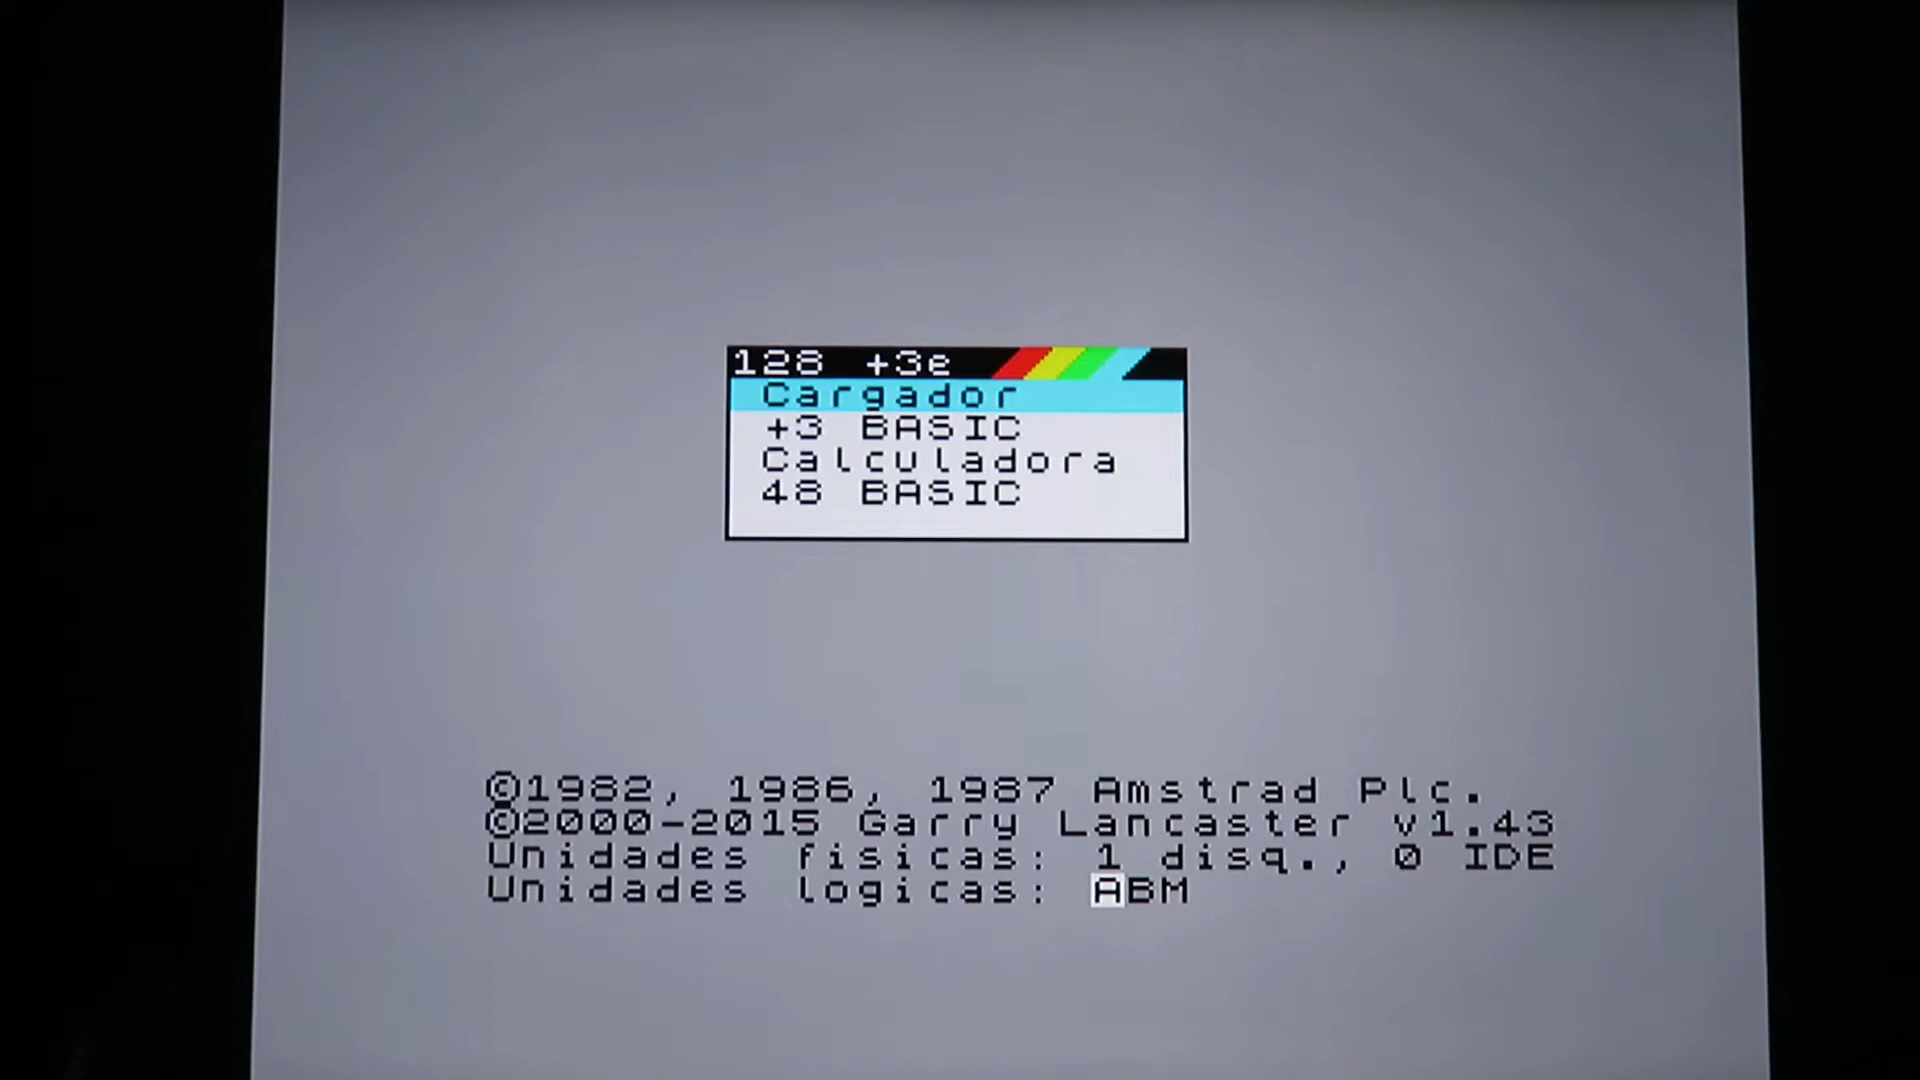 128 +3e
Cargador
+3 BASIC
Calculadora
48 BASIC
©1982, 1986, 1987 Amstrad Plc.
©2000-2015 Garry Lancaster v1.43
Unidades fisicas: 1 disq., 0 IDE
Unidades logicas: ABM